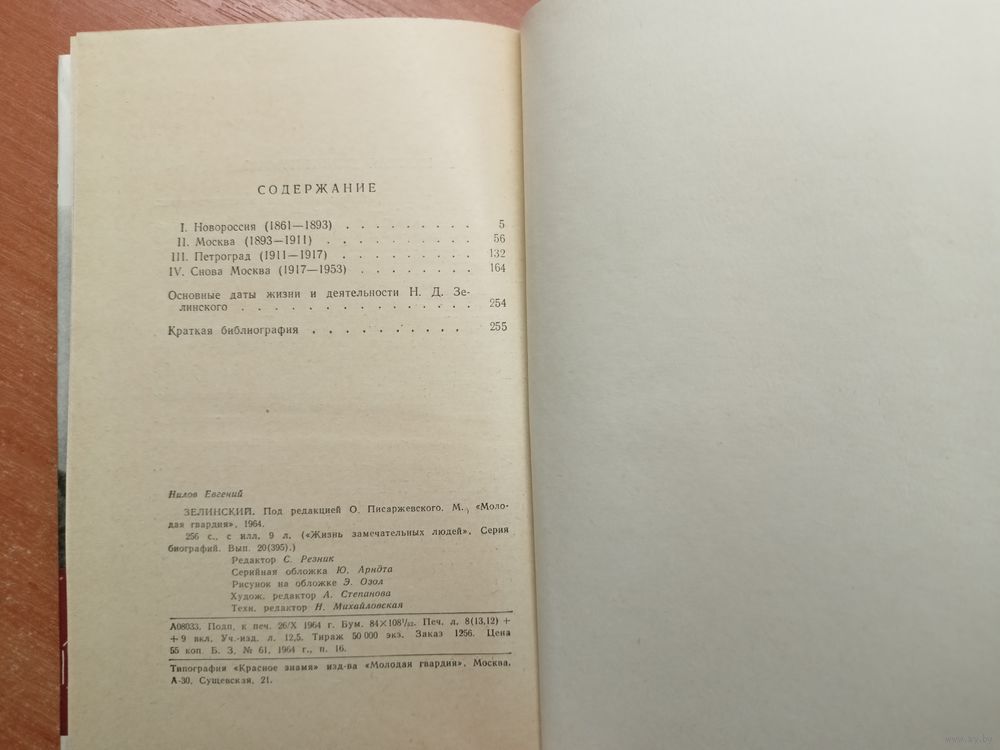 СОДЕРЖАНИЕ
I. Новороссия (1861—1893) . . . . . . . . . 5
II. Москва (1893—1911) . . . . . . . . . . 56
III. Петроград (1911—1917) . . . . . . . . . 132
IV. Снова Москва (1917—1953) . . . . . . . . 164
Основные даты жизни и деятельности Н. Д. Зе-
линского . . . . . . . . . . . . . . . 254
Краткая библиография . . . . . . . . . . 255
Нилов Евгений
ЗЕЛИНСКИЙ. Под редакцией О. Писаржевского. М., «Моло-
дая гвардия», 1964.
256 с., с илл. 9 л. («Жизнь замечательных людей». Серия
биографий. Вып. 20(395).)
Редактор С. Резник
Серийная обложка Ю. Арндта
Рисунок на обложке Э. Озол
Худож. редактор А. Степанова
Техн. редактор Н. Михайловская
А08033. Подп. к печ. 26/X 1964 г. Бум. 84×108¹/₃₂. Печ. л. 8(13,12) +
+ 9 вкл. Уч.-изд. л. 12,5. Тираж 50 000 экз. Заказ 1256. Цена
55 коп. Б. З. № 61, 1964 г., п. 16.
Типография «Красное знамя» изд-ва «Молодая гвардия», Москва,
А-30, Сущевская, 21.
www.ay.by